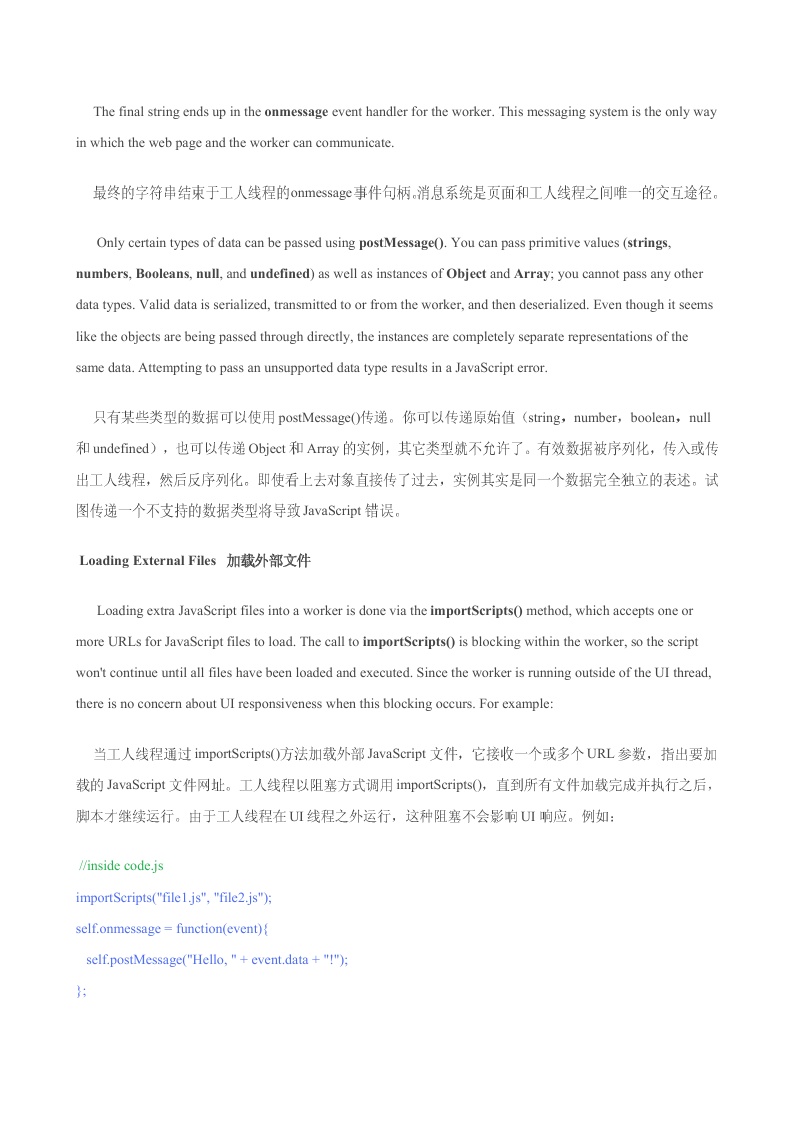 The final string ends up in the onmessage event handler for the worker. This messaging system is the only way
in which the web page and the worker can communicate.
最终的字符串结束于工人线程的onmessage事件句柄。消息系统是页面和工人线程之间唯一的交互途径。
Only certain types of data can be passed using postMessage(). You can pass primitive values (strings,
numbers, Booleans, null, and undefined) as well as instances of Object and Array; you cannot pass any other
data types. Valid data is serialized, transmitted to or from the worker, and then deserialized. Even though it seems
like the objects are being passed through directly, the instances are completely separate representations of the
same data. Attempting to pass an unsupported data type results in a JavaScript error.
只有某些类型的数据可以使用 postMessage()传递。你可以传递原始值（string，number，boolean，null
和 undefined），也可以传递 Object 和 Array 的实例，其它类型就不允许了。有效数据被序列化，传入或传
出工人线程，然后反序列化。即使看上去对象直接传了过去，实例其实是同一个数据完全独立的表述。试
图传递一个不支持的数据类型将导致 JavaScript 错误。
Loading External Files 加载外部文件
Loading extra JavaScript files into a worker is done via the importScripts() method, which accepts one or
more URLs for JavaScript files to load. The call to importScripts() is blocking within the worker, so the script
won't continue until all files have been loaded and executed. Since the worker is running outside of the UI thread,
there is no concern about UI responsiveness when this blocking occurs. For example:
当工人线程通过 importScripts()方法加载外部 JavaScript 文件，它接收一个或多个 URL 参数，指出要加
载的 JavaScript 文件网址。工人线程以阻塞方式调用 importScripts()，直到所有文件加载完成并执行之后，
脚本才继续运行。由于工人线程在 UI 线程之外运行，这种阻塞不会影响 UI 响应。例如：
//inside code.js
importScripts("file1.js", "file2.js");
self.onmessage = function(event){
self.postMessage("Hello, " + event.data + "!");
};